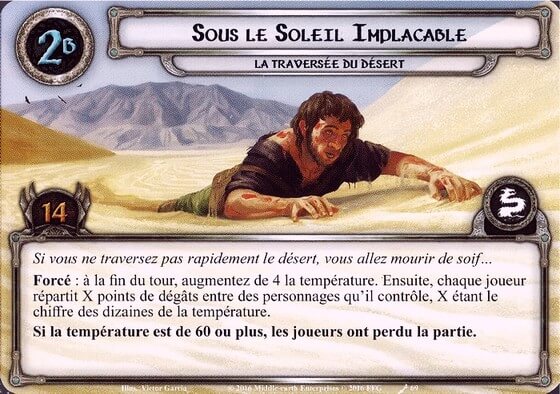 2B
SOUS LE SOLEIL IMPLACABLE
LA TRAVERSÉE DU DÉSERT
14
Si vous ne traversez pas rapidement le désert, vous allez mourir de soif…
Forcé : à la fin du tour, augmentez de 4 la température. Ensuite, chaque joueur
répartit X points de dégâts entre des personnages qu'il contrôle, X étant le
chiffre des dizaines de la température.
Si la température est de 60 ou plus, les joueurs ont perdu la partie.
Illus. Victor Garcia © 2016 Middle-earth Enterprises © 2016 FFG 69